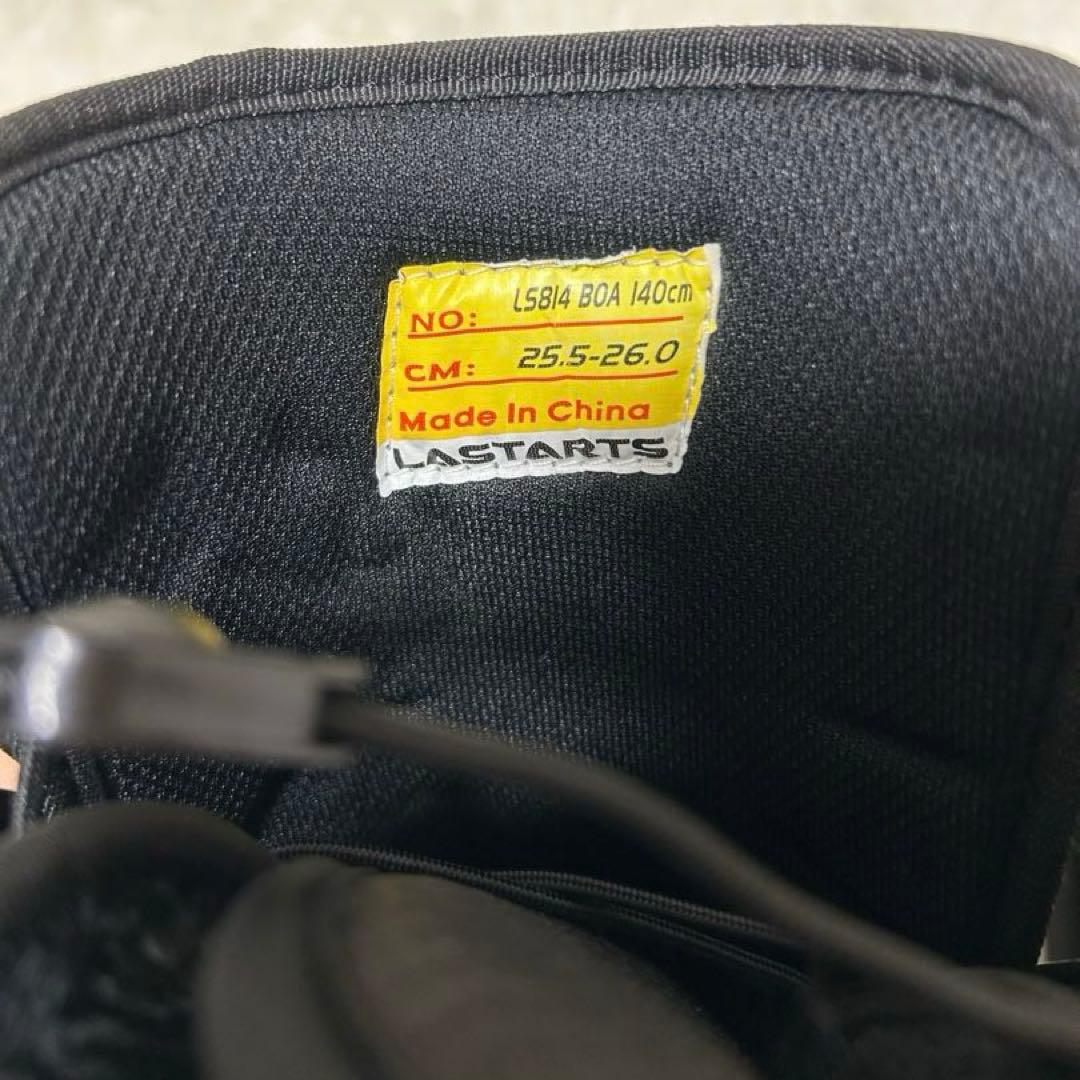 NO: LS814 BOA 140cm
CM: 25.5-26.0
Made In China
LASTARTS